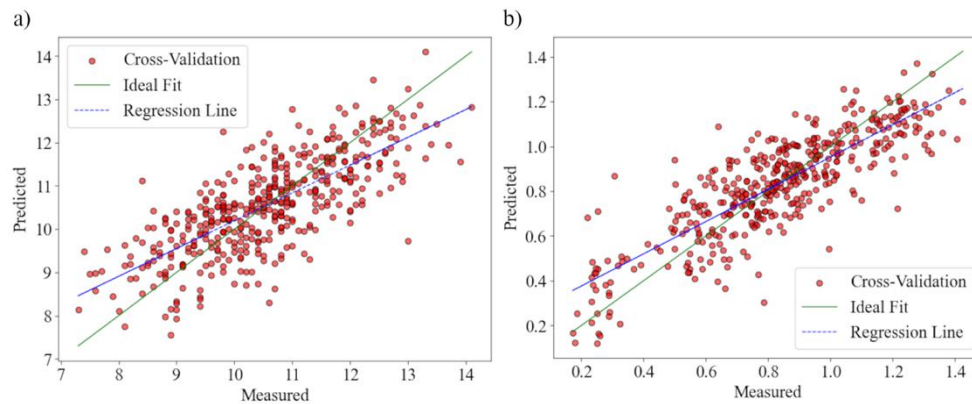 a)
14
13
12
11
10
9
8
7
Predicted
Cross-Validation
Ideal Fit
Regression Line
7 8 9 10 11 12 13 14
Measured
b)
1.4
1.2
1.0
0.8
0.6
0.4
0.2
Predicted
Cross-Validation
Ideal Fit
Regression Line
0.2 0.4 0.6 0.8 1.0 1.2 1.4
Measured